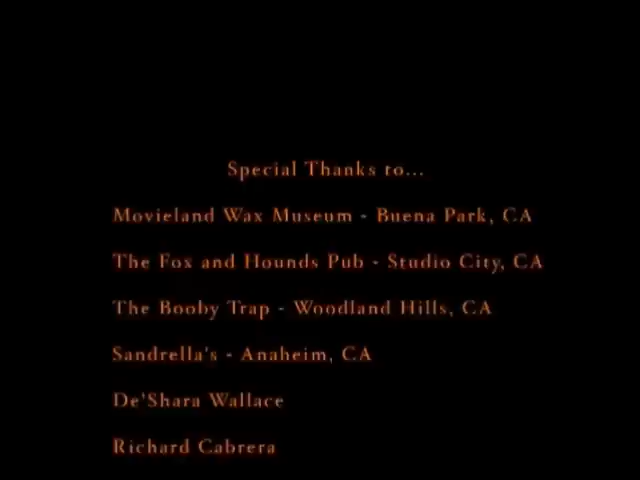 Special Thanks to...
Movieland Wax Museum - Buena Park, CA
The Fox and Hounds Pub - Studio City, CA
The Booby Trap - Woodland Hills, CA
Sandrella's - Anaheim, CA
De'Shara Wallace
Richard Cabrera